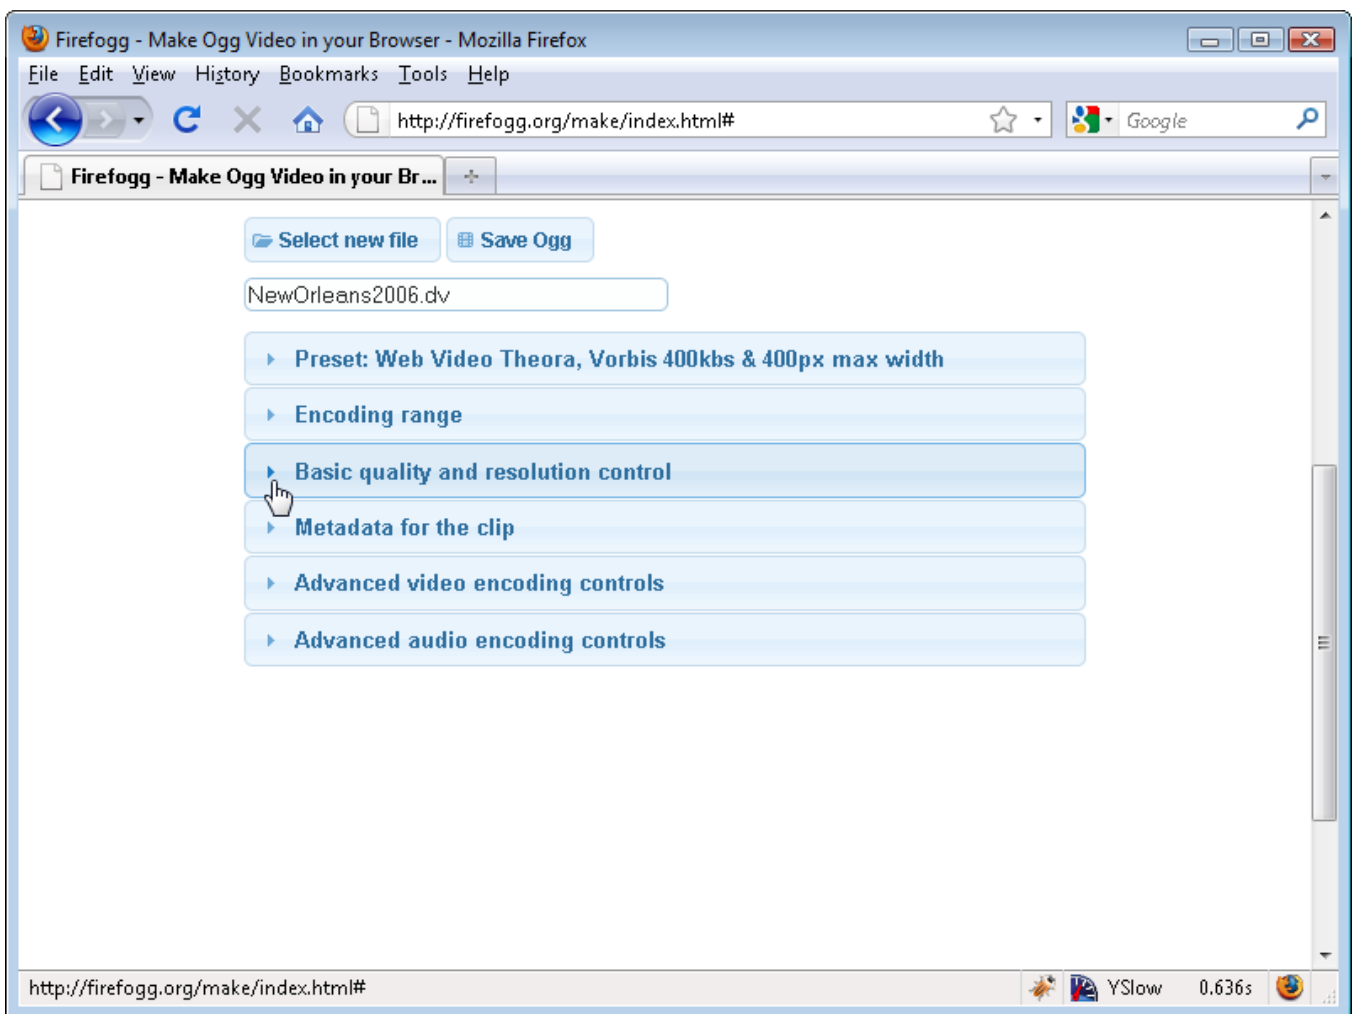 Firefogg - Make Ogg Video in your Browser - Mozilla Firefox
File Edit View History Bookmarks Tools Help
http://firefogg.org/make/index.html#
Google
Firefogg - Make Ogg Video in your Br...
Select new file
Save Ogg
NewOrleans2006.dv
Preset: Web Video Theora, Vorbis 400kbs & 400px max width
Encoding range
Basic quality and resolution control
Metadata for the clip
Advanced video encoding controls
Advanced audio encoding controls
http://firefogg.org/make/index.html#
YSlow
0.636s